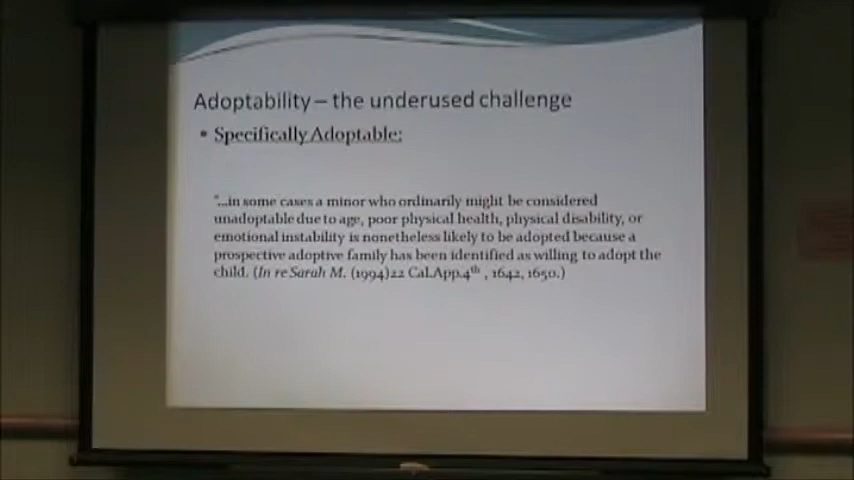 Adoptability – the underused challenge
• Specifically Adoptable:
"...in some cases a minor who ordinarily might be considered
unadoptable due to age, poor physical health, physical disability, or
emotional instability is nonetheless likely to be adopted because a
prospective adoptive family has been identified as willing to adopt the
child. (In re Sarah M. (1994)22 Cal.App.4th , 1642, 1650.)